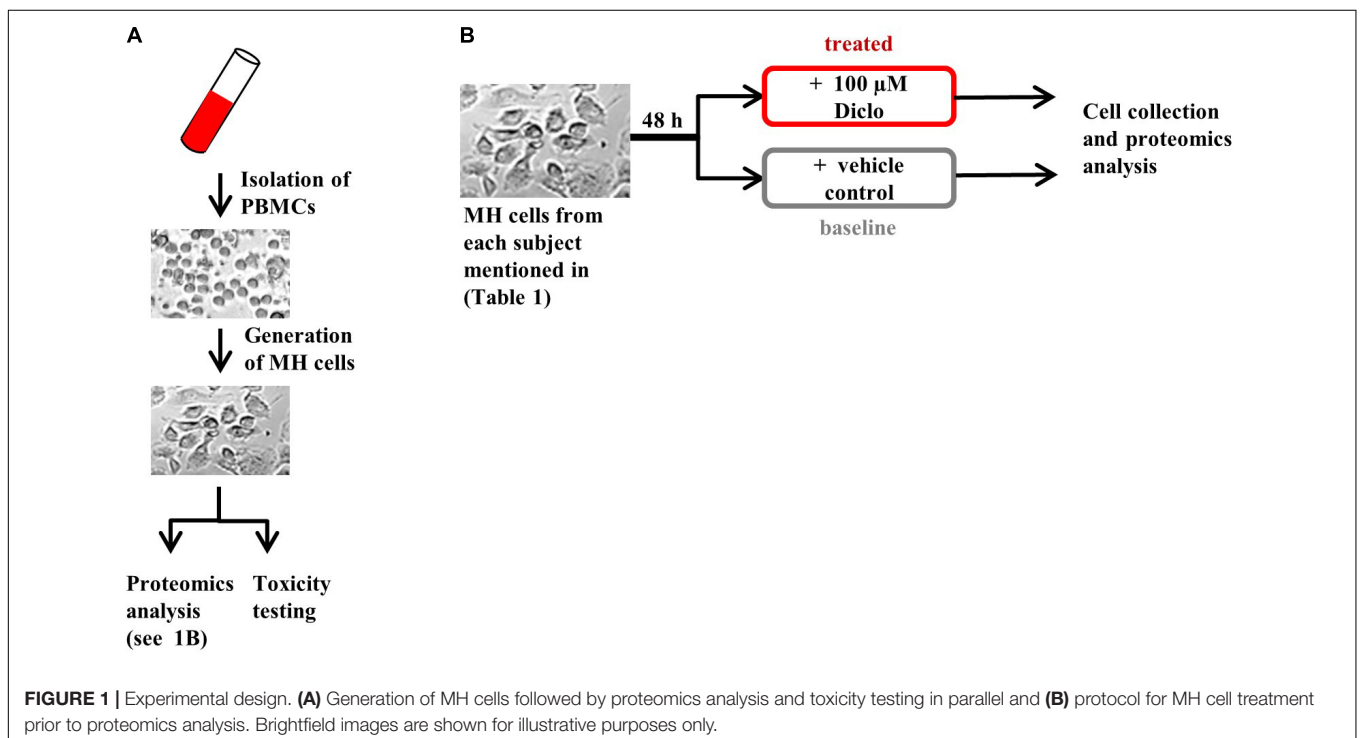 A
Isolation of
PBMCs
Generation
of MH cells
Proteomics
analysis
(see 1B)
Toxicity
testing
B
MH cells from
each subject
mentioned in
(Table 1)
48 h
treated
+ 100 µM
Diclo
+ vehicle
control
baseline
Cell collection
and proteomics
analysis
FIGURE 1 | Experimental design. (A) Generation of MH cells followed by proteomics analysis and toxicity testing in parallel and (B) protocol for MH cell treatment
prior to proteomics analysis. Brightfield images are shown for illustrative purposes only.